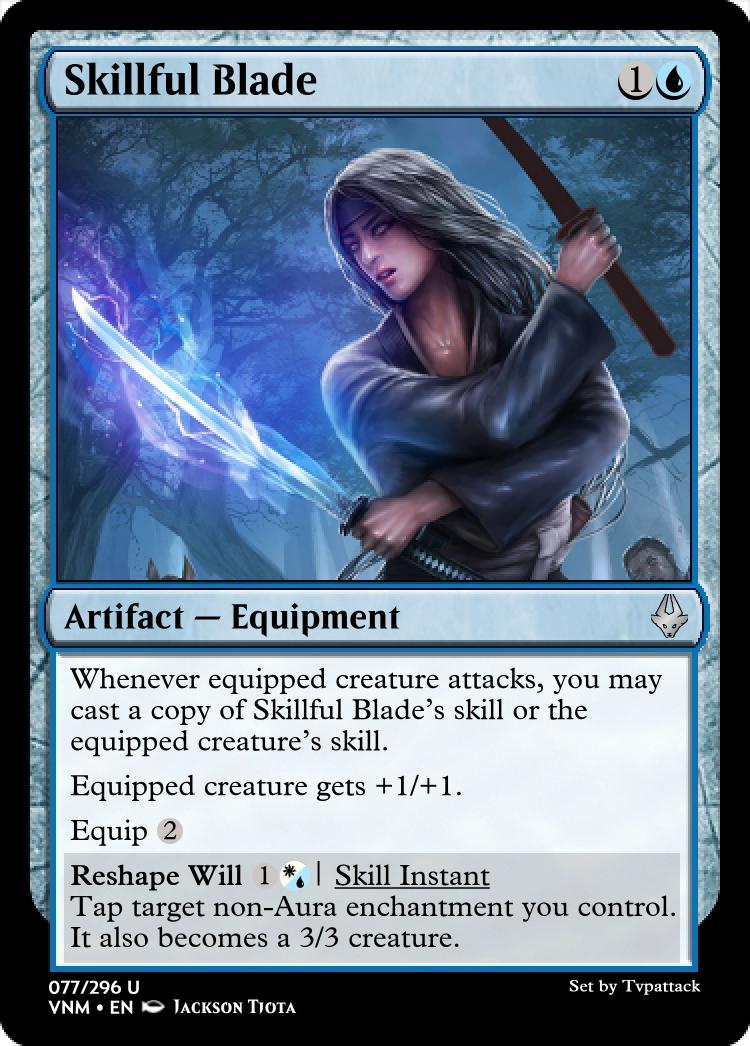 Skillful Blade 1
Artifact — Equipment
Whenever equipped creature attacks, you may
cast a copy of Skillful Blade's skill or the
equipped creature's skill.
Equipped creature gets +1/+1.
Equip 2
Reshape Will 1 | Skill Instant
Tap target non-Aura enchantment you control.
It also becomes a 3/3 creature.
077/296 U
Set by Tvpattack
VNM • EN Jackson Tjota